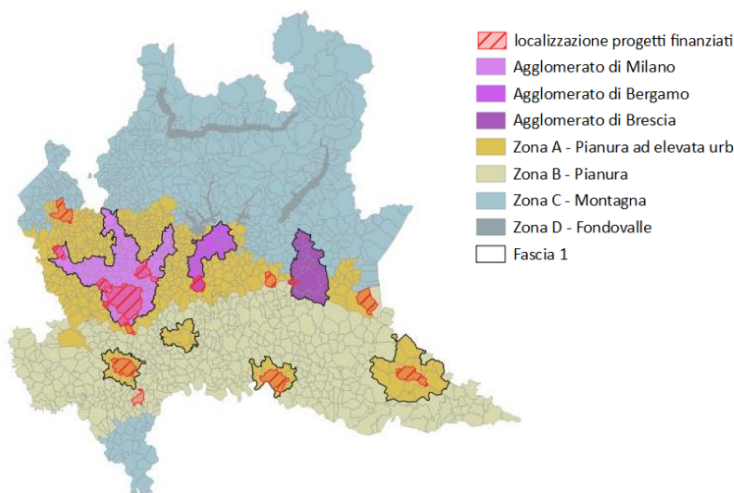 localizzazione progetti finanziati
Agglomerato di Milano
Agglomerato di Bergamo
Agglomerato di Brescia
Zona A - Pianura ad elevata urb
Zona B - Pianura
Zona C - Montagna
Zona D - Fondovalle
Fascia 1